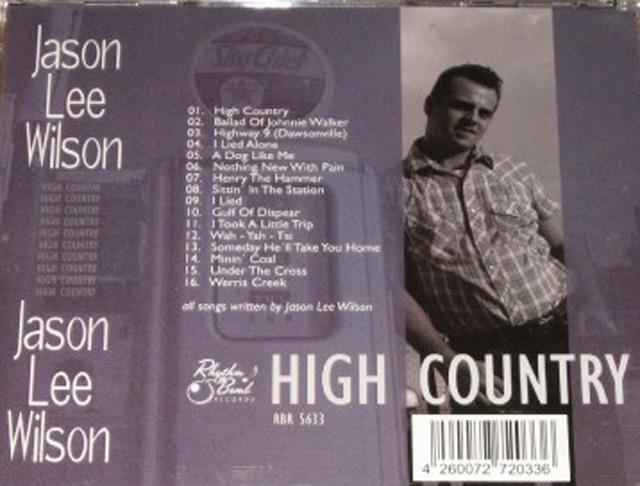 Jason
Lee
Wilson
HIGH COUNTRY
HIGH COUNTRY
HIGH COUNTRY
HIGH COUNTRY
HIGH COUNTRY
HIGH COUNTRY
HIGH COUNTRY
HIGH COUNTRY
HIGH COUNTRY
HIGH COUNTRY
Jason
Lee
Wilson
Sky Chief
01. High Country
02. Ballad Of Johnnie Walker
03. Highway 9 (Dawsonville)
04. I Lied Alone
05. A Dog Like Me
06. Nothing New With Pain
07. Henry The Hammer
08. Sittin' In The Station
09. I Lied
10. Gulf Of Dispear
11. I Took A Little Trip
12. Wah - Yah - Tsi
13. Someday He'll Take You Home
14. Minin' Coal
15. Under The Cross
16. Werris Creek
all songs written by Jason Lee Wilson
Rhythm
Bomb
RECORDS
HIGH COUNTRY
RBR 5633
4 260072 720336